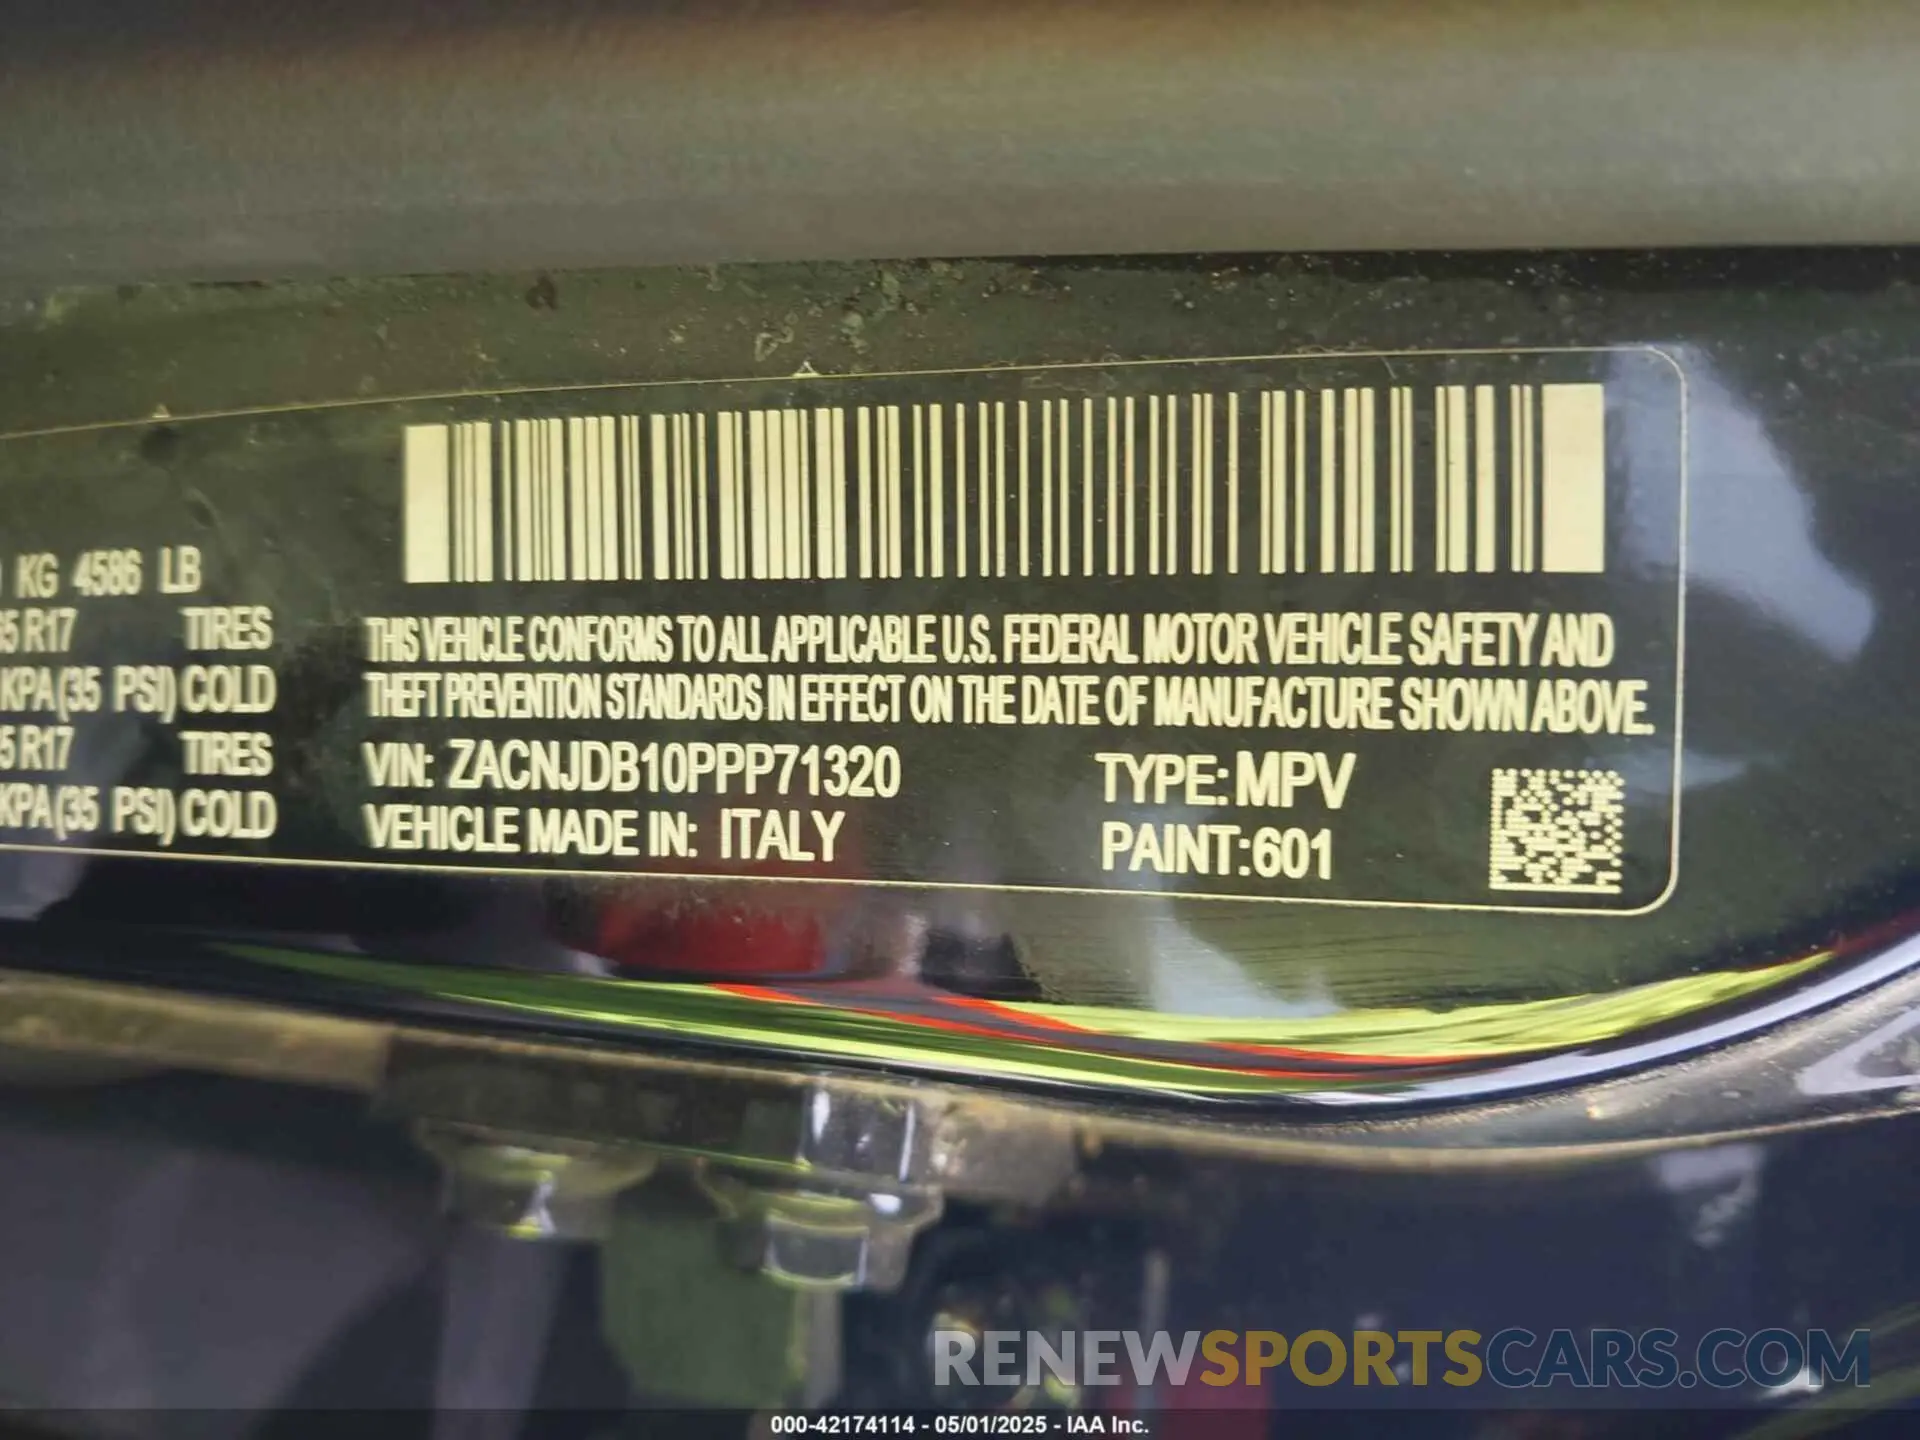 KG 4586 LB
5 R17 TIRES
KPA (35 PSI) COLD
5 R17 TIRES
KPA (35 PSI) COLD
THIS VEHICLE CONFORMS TO ALL APPLICABLE U.S. FEDERAL MOTOR VEHICLE SAFETY AND
THEFT PREVENTION STANDARDS IN EFFECT ON THE DATE OF MANUFACTURE SHOWN ABOVE.
VIN: ZACNJDB10PPP71320 TYPE: MPV
VEHICLE MADE IN: ITALY PAINT:601
RENEWSPORTSCARS.COM
000-42174114 - 05/01/2025 - IAA Inc.